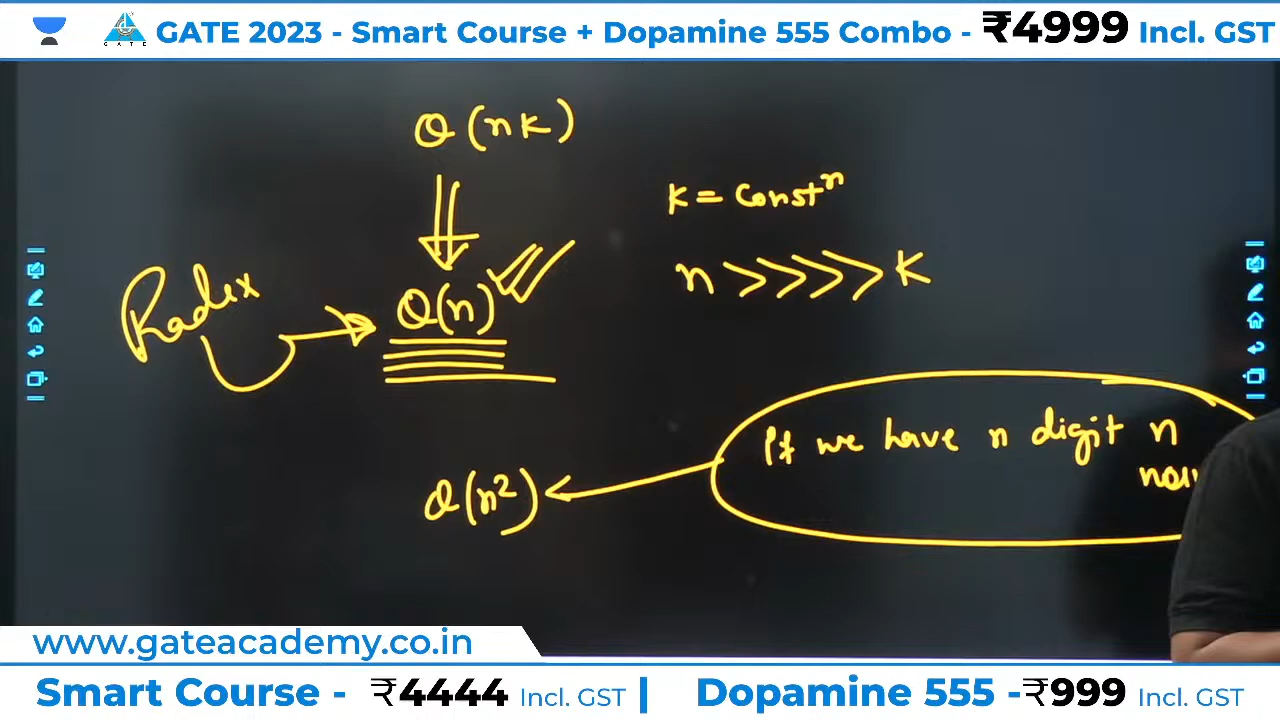 GATE 2023 - Smart Course + Dopamine 555 Combo - ₹4999 Incl. GST
GATE
θ(nk)
k = constⁿ
n >>>> k
Radix
θ(n)
If we have n digit n
θ(n²)
www.gateacademy.co.in
Smart Course - ₹4444 Incl. GST | Dopamine 555 -₹999 Incl. GST